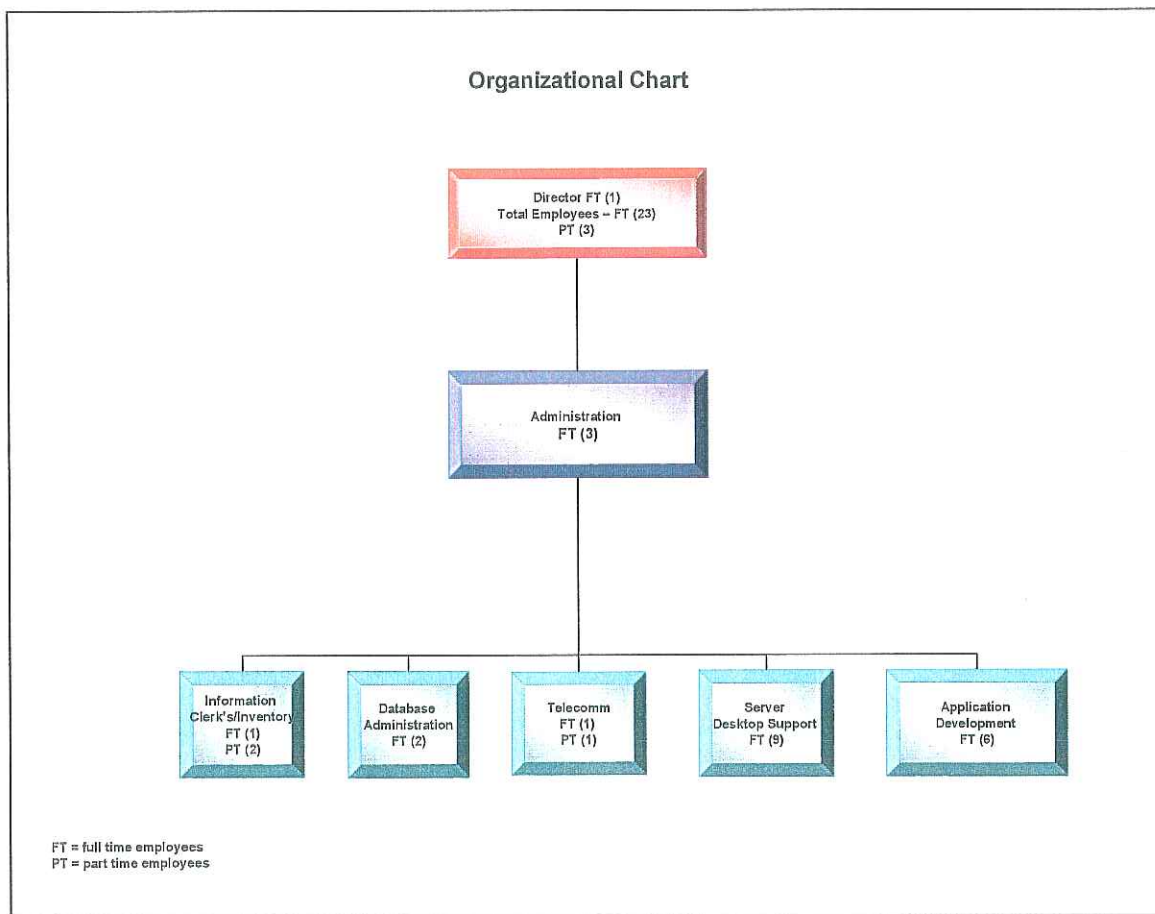 Organizational Chart
Director FT (1)
Total Employees – FT (23)
PT (3)
Administration
FT (3)
Information
Clerk's/Inventory
FT (1)
PT (2)
Database
Administration
FT (2)
Telecomm
FT (1)
PT (1)
Server
Desktop Support
FT (9)
Application
Development
FT (6)
FT = full time employees
PT = part time employees